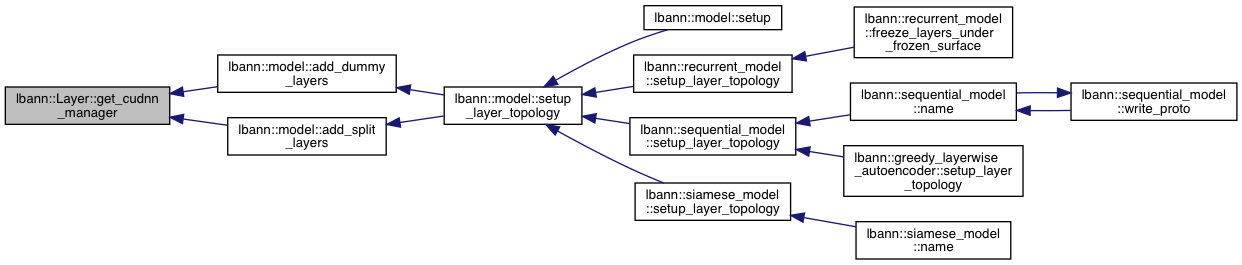 lbann::Layer::get_cudnn
_manager
lbann::model::add_dummy
_layers
lbann::model::add_split
_layers
lbann::model::setup
_layer_topology
lbann::model::setup
lbann::recurrent_model
::setup_layer_topology
lbann::sequential_model
::setup_layer_topology
lbann::siamese_model
::setup_layer_topology
lbann::recurrent_model
::freeze_layers_under
_frozen_surface
lbann::sequential_model
::name
lbann::greedy_layerwise
_autoencoder::setup_layer
_topology
lbann::siamese_model
::name
lbann::sequential_model
::write_proto